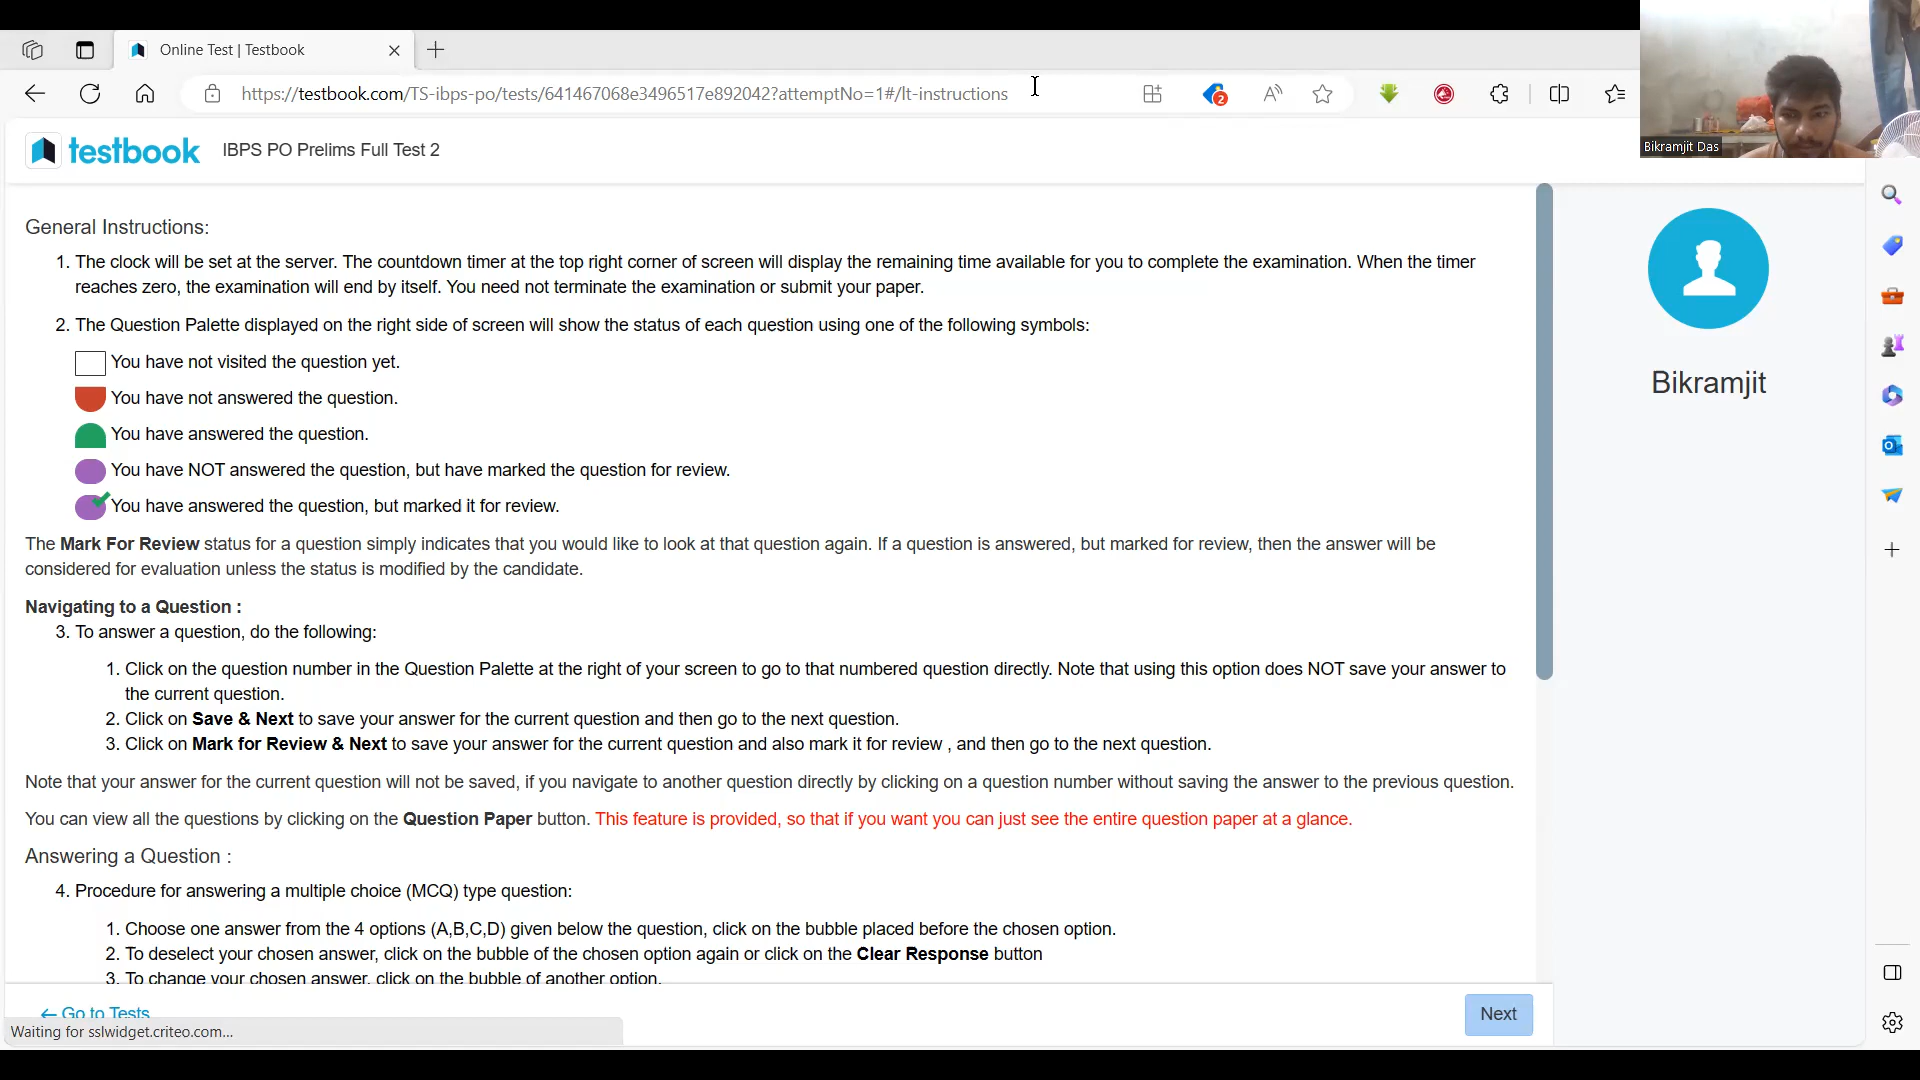 Online Test | Testbook
https://testbook.com/TS-ibps-po/tests/641467068e3496517e892042?attemptNo=1#/lt-instructions
2
Bikramjit Das
testbook
IBPS PO Prelims Full Test 2
General Instructions:
1. The clock will be set at the server. The countdown timer at the top right corner of screen will display the remaining time available for you to complete the examination. When the timer
reaches zero, the examination will end by itself. You need not terminate the examination or submit your paper.
2. The Question Palette displayed on the right side of screen will show the status of each question using one of the following symbols:
You have not visited the question yet.
You have not answered the question.
You have answered the question.
You have NOT answered the question, but have marked the question for review.
You have answered the question, but marked it for review.
The Mark For Review status for a question simply indicates that you would like to look at that question again. If a question is answered, but marked for review, then the answer will be
considered for evaluation unless the status is modified by the candidate.
Navigating to a Question :
3. To answer a question, do the following:
1. Click on the question number in the Question Palette at the right of your screen to go to that numbered question directly. Note that using this option does NOT save your answer to
the current question.
2. Click on Save & Next to save your answer for the current question and then go to the next question.
3. Click on Mark for Review & Next to save your answer for the current question and also mark it for review , and then go to the next question.
Note that your answer for the current question will not be saved, if you navigate to another question directly by clicking on a question number without saving the answer to the previous question.
You can view all the questions by clicking on the Question Paper button. This feature is provided, so that if you want you can just see the entire question paper at a glance.
Answering a Question :
4. Procedure for answering a multiple choice (MCQ) type question:
1. Choose one answer from the 4 options (A,B,C,D) given below the question, click on the bubble placed before the chosen option.
2. To deselect your chosen answer, click on the bubble of the chosen option again or click on the Clear Response button
3. To change your chosen answer, click on the bubble of another option.
Bikramjit
← Go to Tests
Next
Waiting for sslwidget.criteo.com...